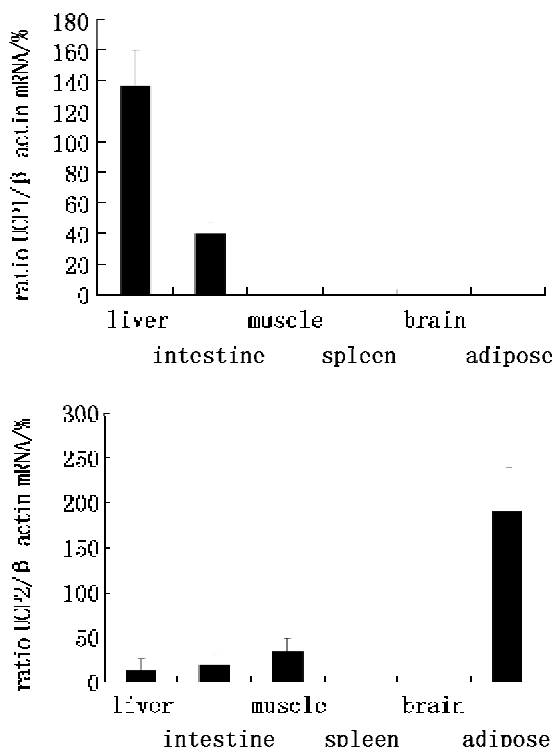 ratio UCP1/β actin mRNA/%
180
160
140
120
100
80
60
40
20
0
liver muscle brain
intestine spleen adipose
ratio UCP2/β actin mRNA/%
300
250
200
150
100
50
0
liver muscle brain
intestine spleen adipose